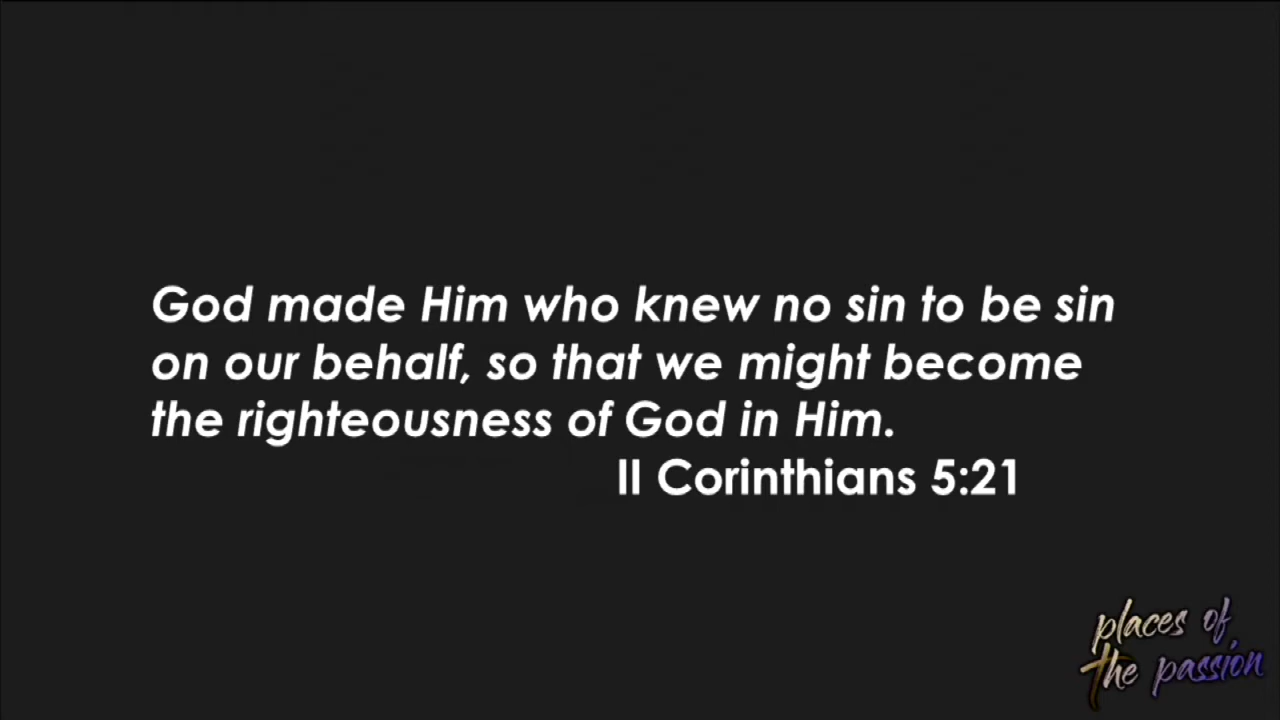 God made Him who knew no sin to be sin
on our behalf, so that we might become
the righteousness of God in Him.
II Corinthians 5:21
places of
the passion